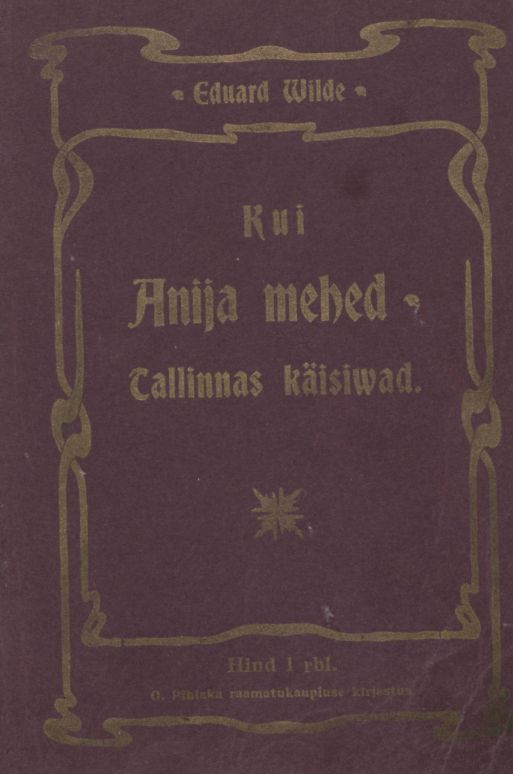 Eduard Wilde
Kui
Anija mehed
Tallinnas käisiwad.
Hind 1 rbl.
O. Pihlaka raamatukaupluse kirjastus